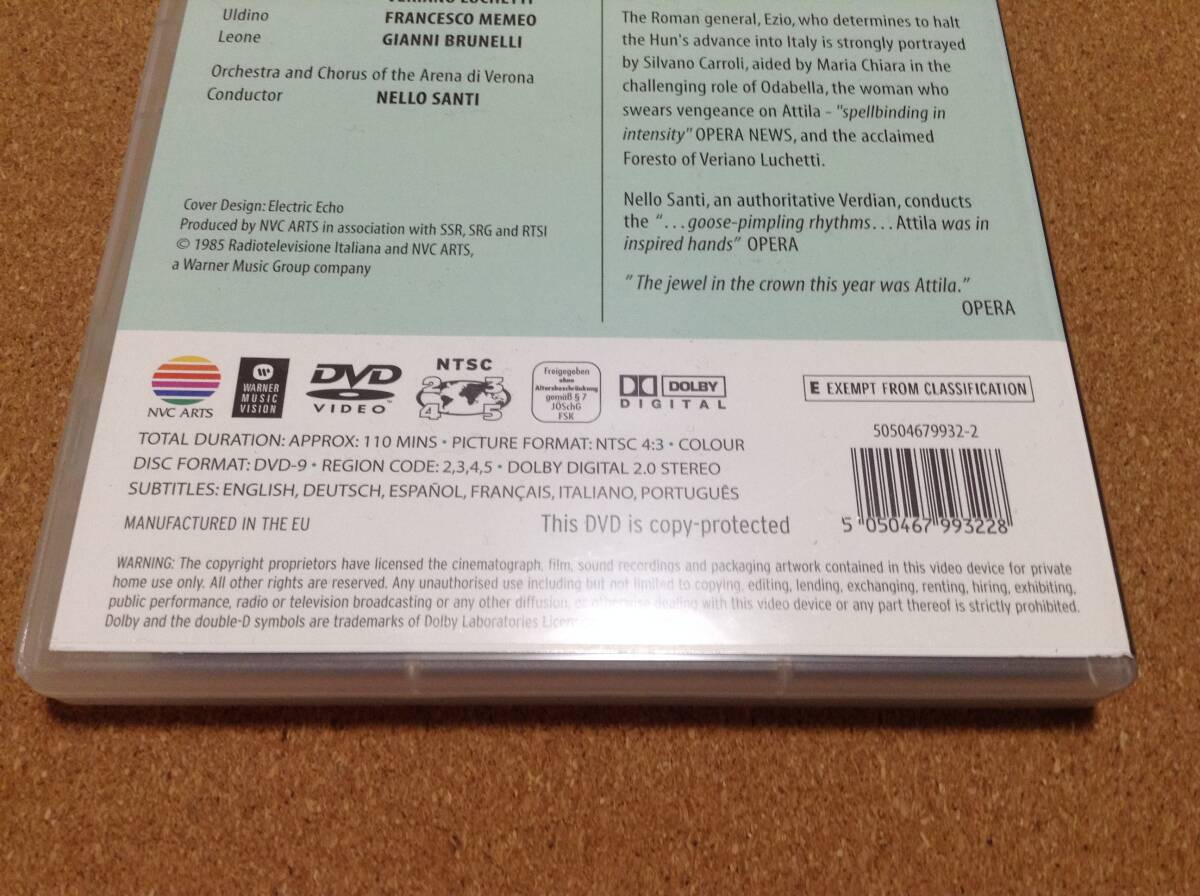 VERIANO LUCHETTI
Uldino FRANCESCO MEMEO
Leone GIANNI BRUNELLI
Orchestra and Chorus of the Arena di Verona
Conductor NELLO SANTI
Cover Design: Electric Echo
Produced by NVC ARTS in association with SSR, SRG and RTSI
© 1985 Radiotelevisione Italiana and NVC ARTS,
a Warner Music Group company
The Roman general, Ezio, who determines to halt
the Hun's advance into Italy is strongly portrayed
by Silvano Carroli, aided by Maria Chiara in the
challenging role of Odabella, the woman who
swears vengeance on Attila - "spellbinding in
intensity" OPERA NEWS, and the acclaimed
Foresto of Veriano Luchetti.
Nello Santi, an authoritative Verdian, conducts
the "...goose-pimpling rhythms...Attila was in
inspired hands" OPERA
"The jewel in the crown this year was Attila."
OPERA
NVC ARTS
WARNER
MUSIC
VISION
DVD
VIDEO™
NTSC
2 3
4 5
Freigegeben
ohne
Altersbeschränkung
gemäß § 7
JÖSchG
FSK
DOLBY
DIGITAL
E EXEMPT FROM CLASSIFICATION
TOTAL DURATION: APPROX: 110 MINS • PICTURE FORMAT: NTSC 4:3 • COLOUR
DISC FORMAT: DVD-9 • REGION CODE: 2,3,4,5 • DOLBY DIGITAL 2.0 STEREO
SUBTITLES: ENGLISH, DEUTSCH, ESPAÑOL, FRANÇAIS, ITALIANO, PORTUGUÊS
MANUFACTURED IN THE EU
This DVD is copy-protected
50504679932-2
5 050467 993228
WARNING: The copyright proprietors have licensed the cinematograph, film, sound recordings and packaging artwork contained in this video device for private
home use only. All other rights are reserved. Any unauthorised use including but not limited to copying, editing, lending, exchanging, renting, hiring, exhibiting,
public performance, radio or television broadcasting or any other diffusion, or otherwise dealing with this video device or any part thereof is strictly prohibited.
Dolby and the double-D symbols are trademarks of Dolby Laboratories